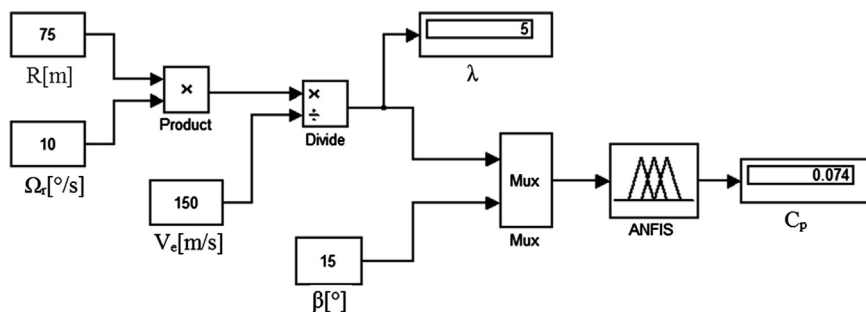 75
R[m]
×
Product
10
Ωr[°/s]
×
÷
Divide
5
λ
150
Ve[m/s]
15
β[°]
Mux
Mux
ANFIS
0.074
Cp